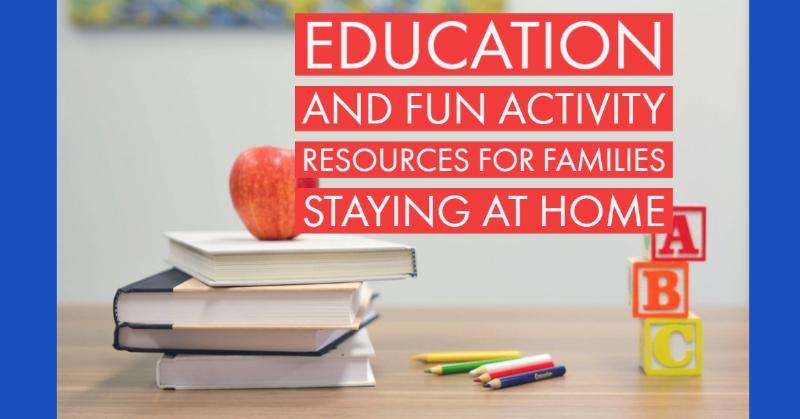 EDUCATION
AND FUN ACTIVITY
RESOURCES FOR FAMILIES
STAYING AT HOME
A
B
C